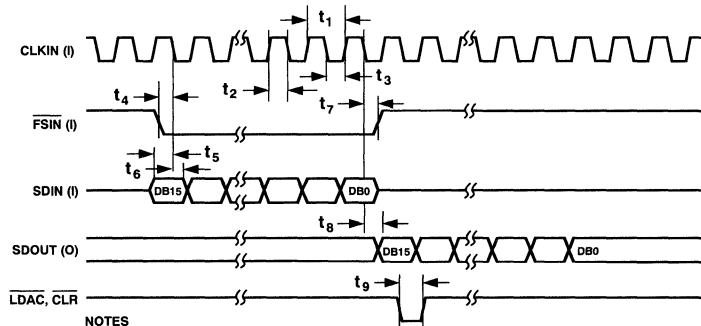 t1
CLKIN (I)
t2
t3
t4
t7
FSIN (I)
t5
t6
SDIN (I)
DB15
DB0
t8
SDOUT (O)
DB15
DB0
t9
LDAC, CLR
NOTES